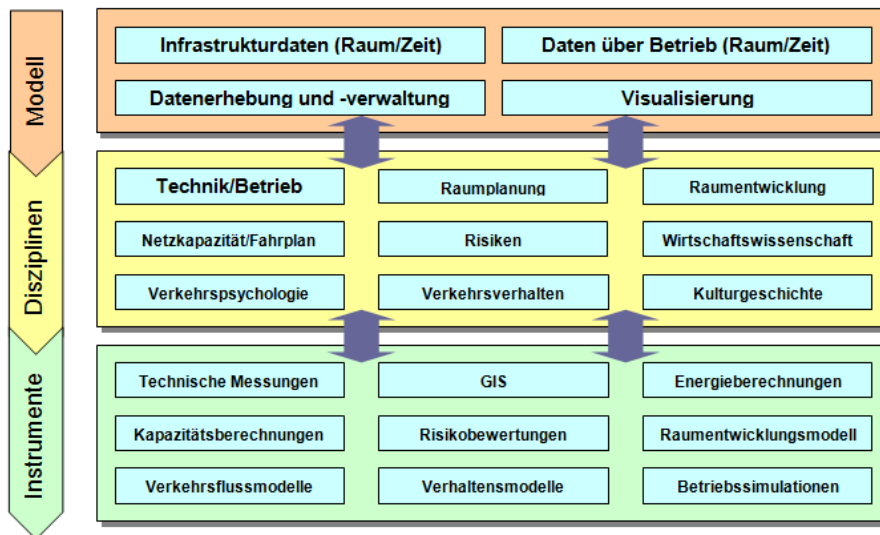 Modell
Infrastrukturdaten (Raum/Zeit)
Daten über Betrieb (Raum/Zeit)
Datenerhebung und -verwaltung
Visualisierung
Disziplinen
Technik/Betrieb
Raumplanung
Raumentwicklung
Netzkapazität/Fahrplan
Risiken
Wirtschaftswissenschaft
Verkehrspsychologie
Verkehrsverhalten
Kulturgeschichte
Instrumente
Technische Messungen
GIS
Energieberechnungen
Kapazitätsberechnungen
Risikobewertungen
Raumentwicklungsmodell
Verkehrsflussmodelle
Verhaltensmodelle
Betriebssimulationen